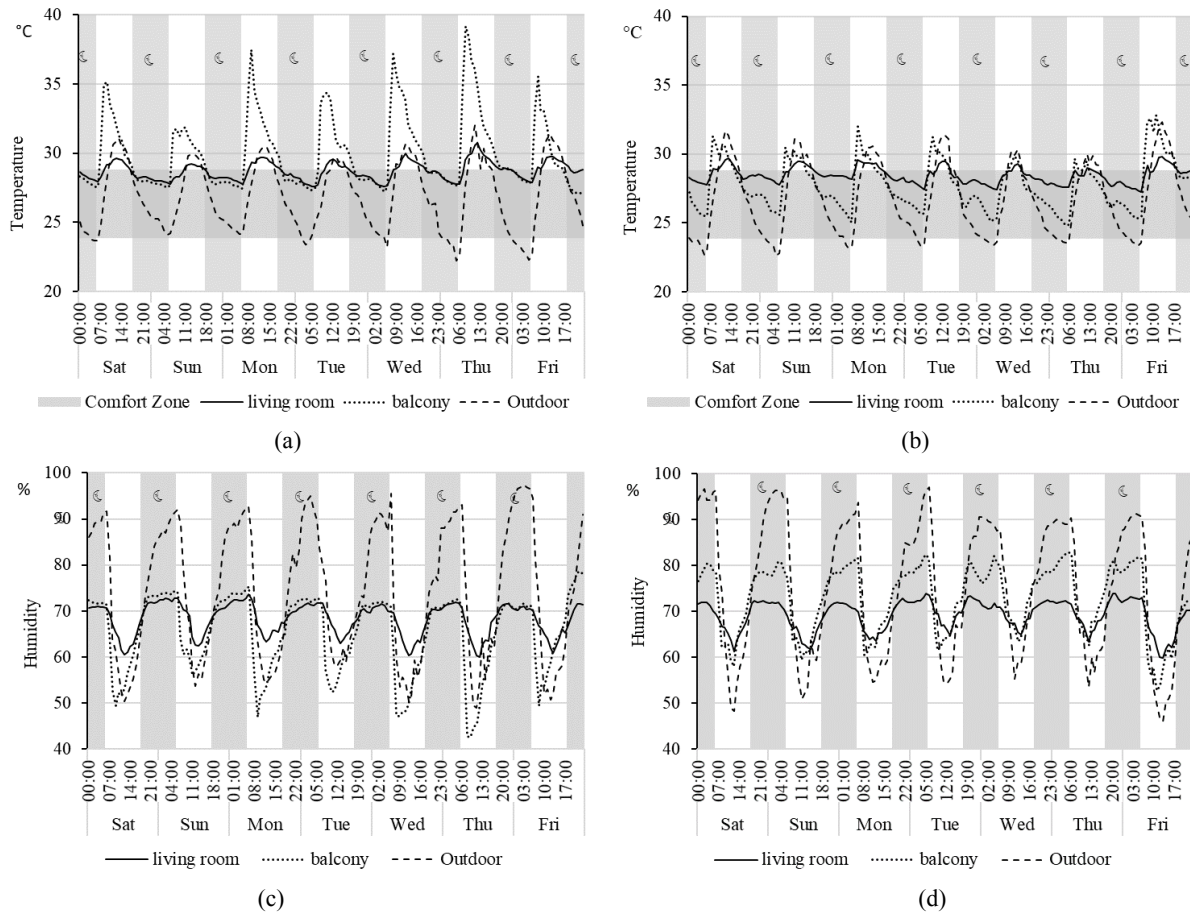 °C
40
35
30
25
20
Temperature
00:00 07:00 14:00 21:00 04:00 11:00 18:00 01:00 08:00 15:00 22:00 05:00 12:00 19:00 02:00 09:00 16:00 23:00 06:00 13:00 20:00 03:00 10:00 17:00
Sat Sun Mon Tue Wed Thu Fri
Comfort Zone living room balcony Outdoor
(a)
°C
40
35
30
25
20
Temperature
00:00 07:00 14:00 21:00 04:00 11:00 18:00 01:00 08:00 15:00 22:00 05:00 12:00 19:00 02:00 09:00 16:00 23:00 06:00 13:00 20:00 03:00 10:00 17:00
Sat Sun Mon Tue Wed Thu Fri
Comfort Zone living room balcony Outdoor
(b)
%
100
90
80
70
60
50
40
Humidity
00:00 07:00 14:00 21:00 04:00 11:00 18:00 01:00 08:00 15:00 22:00 05:00 12:00 19:00 02:00 09:00 16:00 23:00 06:00 13:00 20:00 03:00 10:00 17:00
Sat Sun Mon Tue Wed Thu Fri
living room balcony Outdoor
(c)
%
100
90
80
70
60
50
40
Humidity
00:00 07:00 14:00 21:00 04:00 11:00 18:00 01:00 08:00 15:00 22:00 05:00 12:00 19:00 02:00 09:00 16:00 23:00 06:00 13:00 20:00 03:00 10:00 17:00
Sat Sun Mon Tue Wed Thu Fri
living room balcony Outdoor
(d)